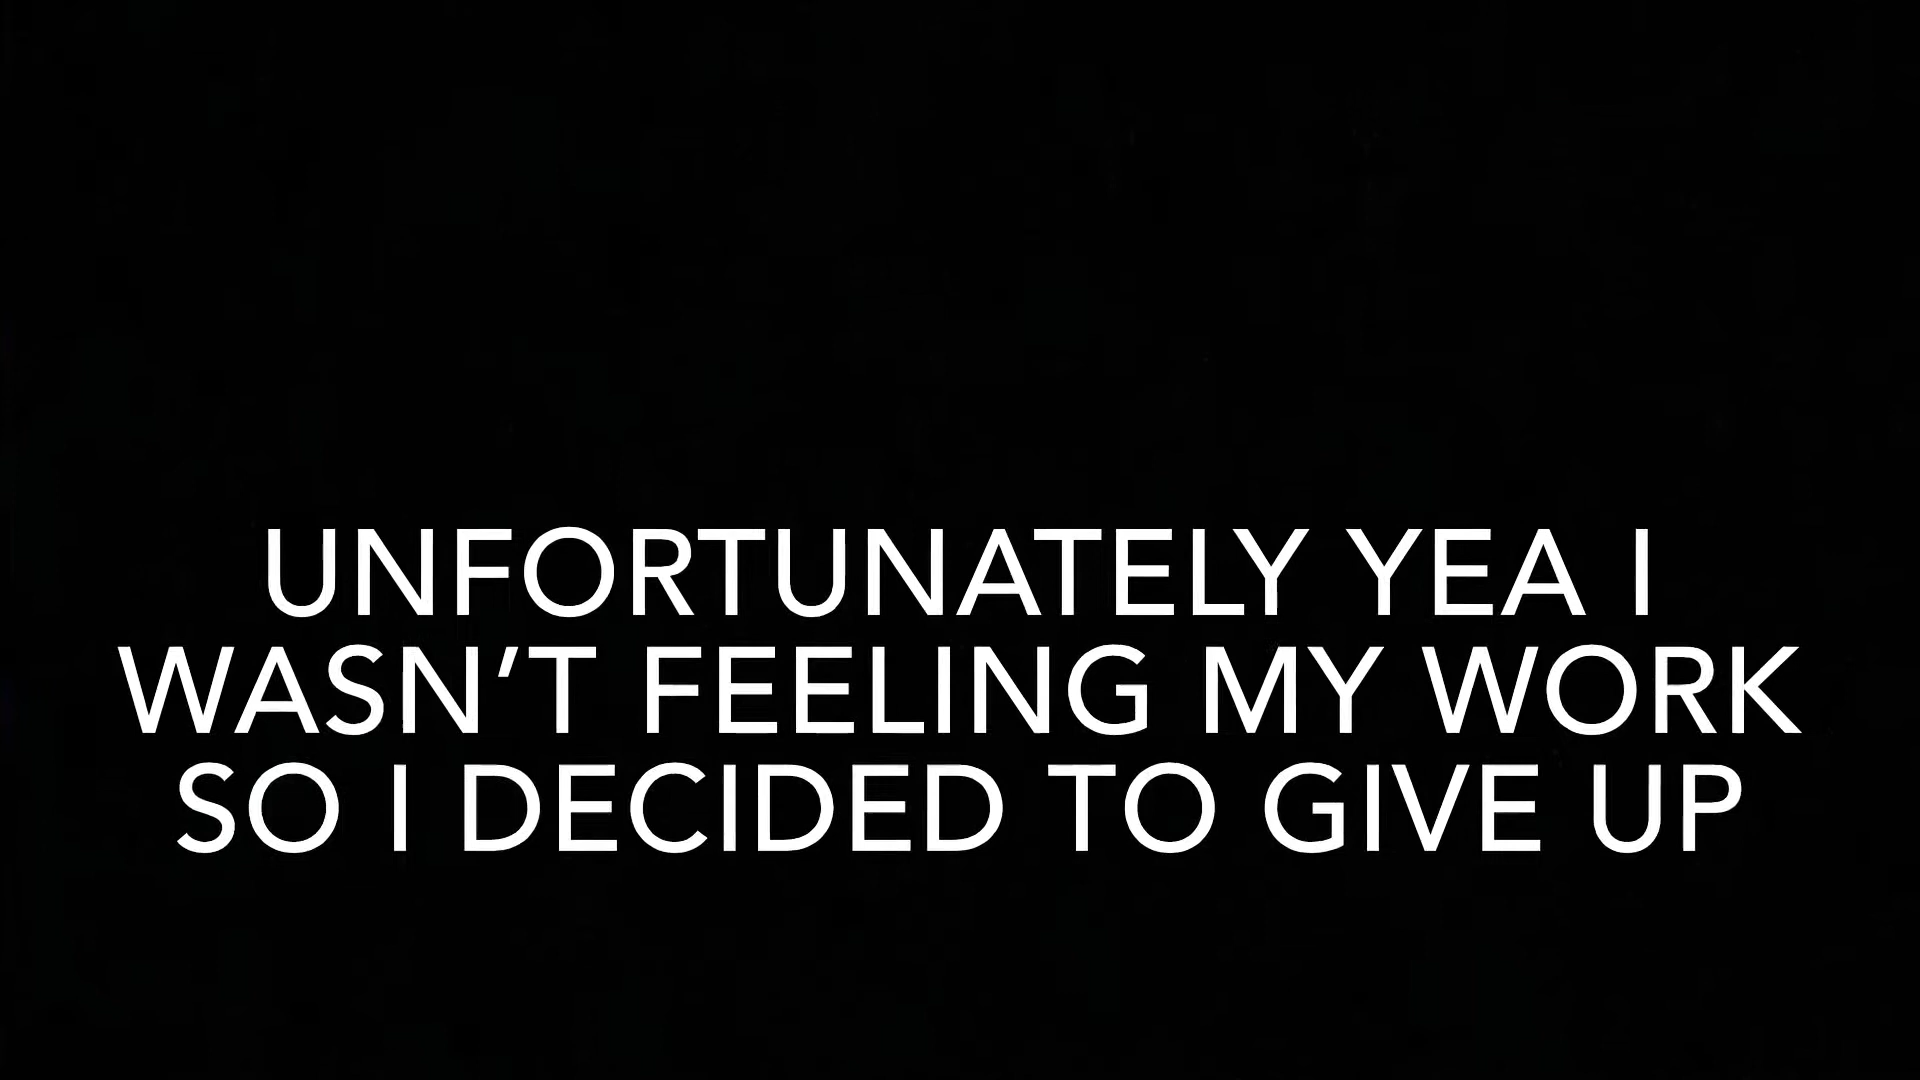 UNFORTUNATELY YEA I
WASN’T FEELING MY WORK
SO I DECIDED TO GIVE UP